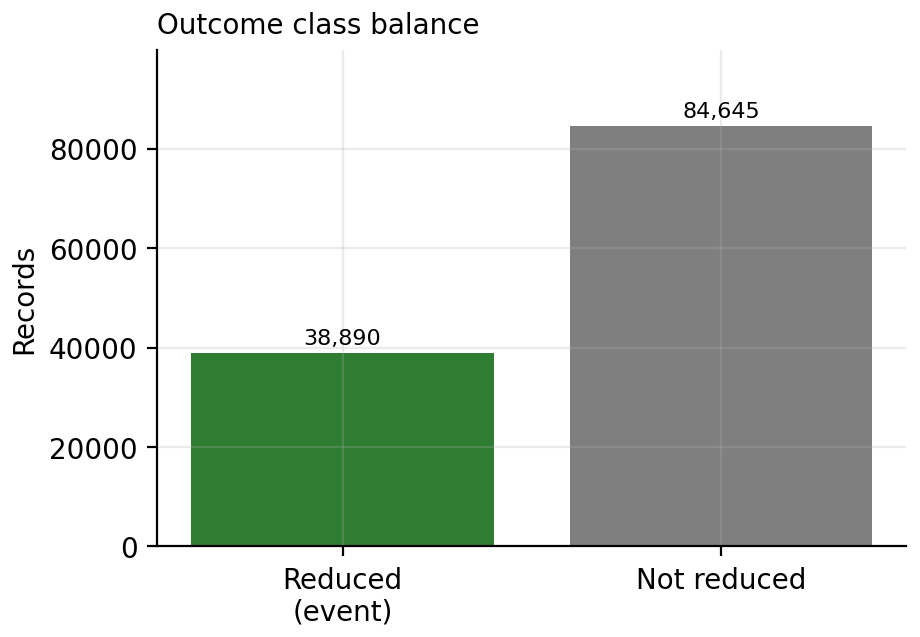 Outcome class balance
84,645
80000
60000
Records
38,890
40000
20000
0
Reduced
(event)
Not reduced